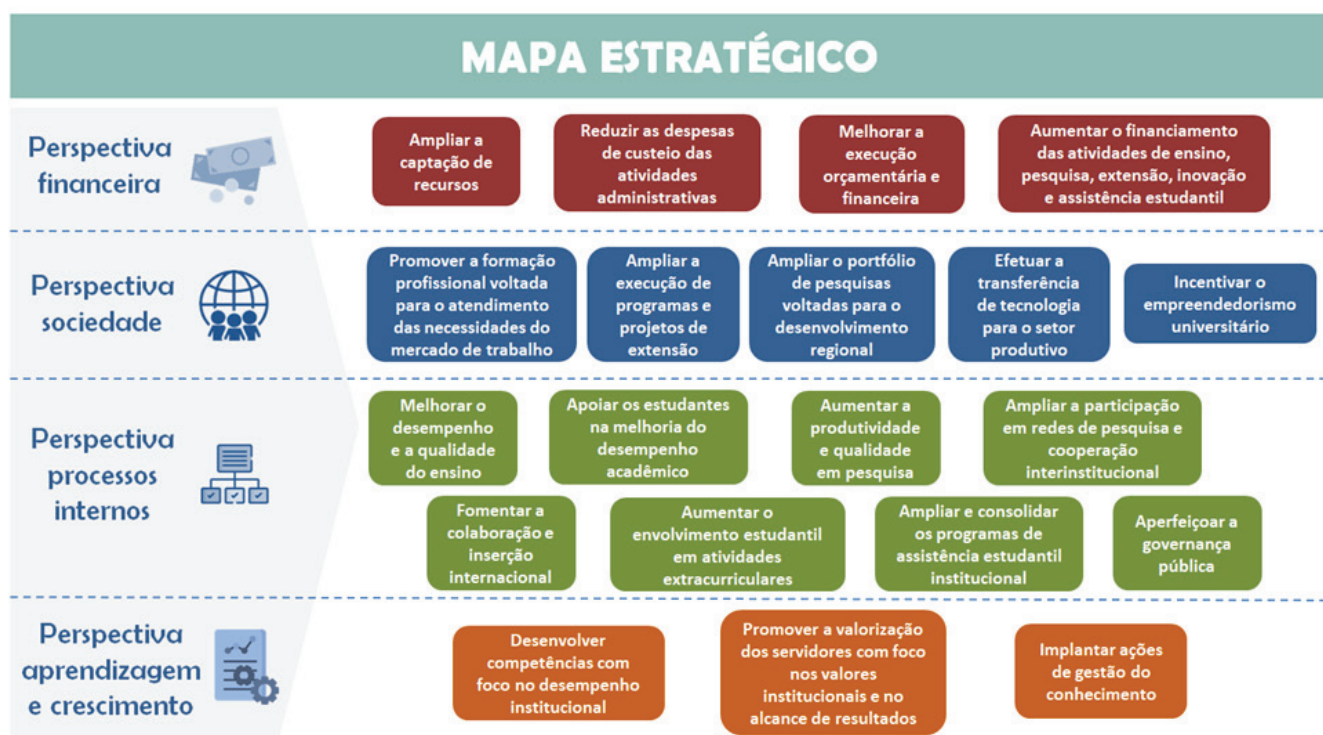 MAPA ESTRATÉGICO
Perspectiva
financeira
Ampliar a
captação de
recursos
Reduzir as despesas
de custeio das
atividades
administrativas
Melhorar a
execução
orçamentária e
financeira
Aumentar o financiamento
das atividades de ensino,
pesquisa, extensão, inovação
e assistência estudantil
Perspectiva
sociedade
Promover a formação
profissional voltada
para o atendimento
das necessidades do
mercado de trabalho
Ampliar a
execução de
programas e
projetos de
extensão
Ampliar o portfólio
de pesquisas
voltadas para o
desenvolvimento
regional
Efetuar a
transferência
de tecnologia
para o setor
produtivo
Incentivar o
empreendedorismo
universitário
Perspectiva
processos
internos
Melhorar o
desempenho
e a qualidade
do ensino
Apoiar os estudantes
na melhoria do
desempenho
acadêmico
Aumentar a
produtividade
e qualidade
em pesquisa
Ampliar a participação
em redes de pesquisa e
cooperação
interinstitucional
Fomentar a
colaboração e
inserção
internacional
Aumentar o
envolvimento estudantil
em atividades
extracurriculares
Ampliar e consolidar
os programas de
assistência estudantil
institucional
Aperfeiçoar a
governança
pública
Perspectiva
aprendizagem
e crescimento
Desenvolver
competências com
foco no desempenho
institucional
Promover a valorização
dos servidores com foco
nos valores
institucionais e no
alcance de resultados
Implantar ações
de gestão do
conhecimento